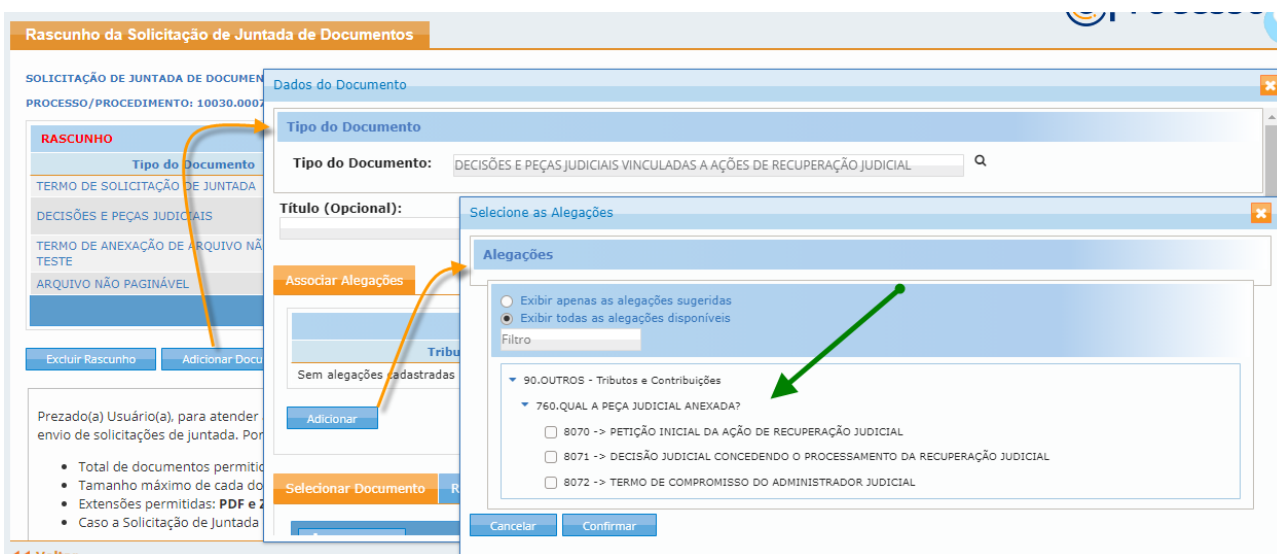 Rascunho da Solicitação de Juntada de Documentos
SOLICITAÇÃO DE JUNTADA DE DOCUMEN
PROCESSO/PROCEDIMENTO: 10030.0007
RASCUNHO
Tipo do Documento
TERMO DE SOLICITAÇÃO DE JUNTADA
DECISÕES E PEÇAS JUDICIAIS
TERMO DE ANEXAÇÃO DE ARQUIVO NÃ
TESTE
ARQUIVO NÃO PAGINÁVEL
Excluir Rascunho
Adicionar Docu
Prezado(a) Usuário(a), para atender
envio de solicitações de juntada. Por
• Total de documentos permitid
• Tamanho máximo de cada do
• Extensões permitidas: PDF e Z
• Caso a Solicitação de Juntada
Dados do Documento
Tipo do Documento
Tipo do Documento:
DECISÕES E PEÇAS JUDICIAIS VINCULADAS A AÇÕES DE RECUPERAÇÃO JUDICIAL
Título (Opcional):
Associar Alegações
Tribu
Sem alegações cadastradas
Adicionar
Selecionar Documento
R
Selecione as Alegações
Alegações
Exibir apenas as alegações sugeridas
Exibir todas as alegações disponíveis
Filtro
90.OUTROS - Tributos e Contribuições
760.QUAL A PEÇA JUDICIAL ANEXADA?
8070 -> PETIÇÃO INICIAL DA AÇÃO DE RECUPERAÇÃO JUDICIAL
8071 -> DECISÃO JUDICIAL CONCEDENDO O PROCESSAMENTO DA RECUPERAÇÃO JUDICIAL
8072 -> TERMO DE COMPROMISSO DO ADMINISTRADOR JUDICIAL
Cancelar
Confirmar